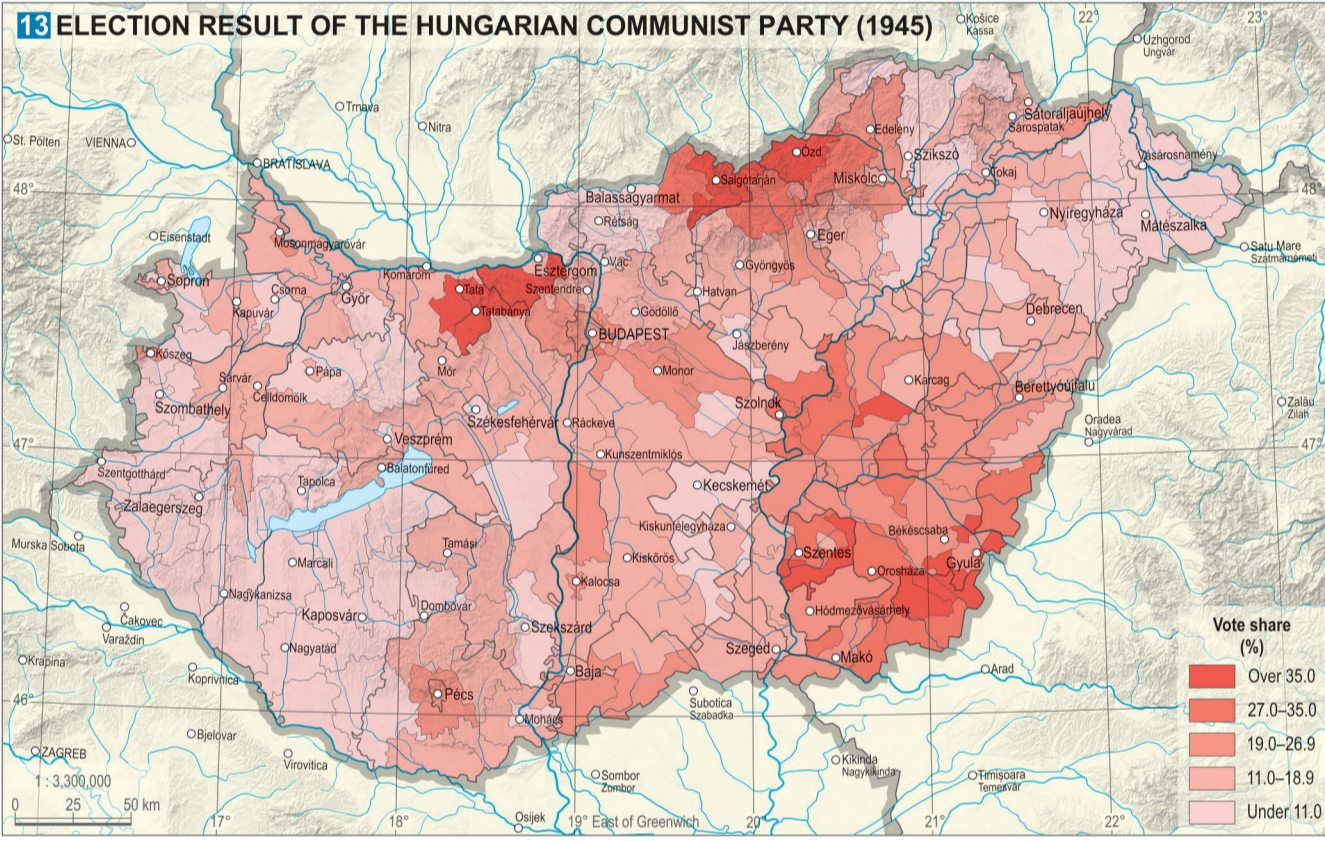 13 ELECTION RESULT OF THE HUNGARIAN COMMUNIST PARTY (1945)
Košice
Kassa
22°
23°
Uzhgorod
Ungvár
Trnava
Nitra
St. Pölten
VIENNA
BRATISLAVA
48°
Sátoraljaújhely
Sárospatak
Edelény
Ózd
Szikszó
Vásárosnamény
Salgótarján
Miskolc
Tokaj
48°
Balassagyarmat
Rétság
Nyíregyháza
Mátészalka
Eisenstadt
Mosonmagyaróvár
Eger
Satu Mare
Szatmárnémeti
Sopron
Komárom
Esztergom
Vác
Gyöngyös
Csorna
Győr
Tata
Szentendre
Hatvan
Kapuvár
Tatabánya
Gödöllő
Debrecen
BUDAPEST
Jászberény
Kőszeg
Mór
Monor
Pápa
Sárvár
Celldömölk
Karcag
Berettyóújfalu
Szombathely
Szolnok
Zalău
Zilah
Székesfehérvár
Ráckeve
Oradea
Nagyvárad
47°
Veszprém
47°
Kunszentmiklós
Balatonfüred
Szentgotthárd
Tapolca
Kecskemét
Zalaegerszeg
Kiskunfélegyháza
Békéscsaba
Murska Sobota
Tamási
Szentes
Kiskőrös
Gyula
Marcali
Orosháza
Kalocsa
Nagykanizsa
Dombóvár
Hódmezővásárhely
Čakovec
Kaposvár
Szekszárd
Varaždin
Nagyatád
Szeged
Makó
Krapina
Koprivnica
Baja
Arad
46°
Pécs
Subotica
Szabadka
Mohács
Bjelovar
ZAGREB
Virovitica
Kikinda
Nagykikinda
Sombor
Zombor
Timişoara
Temesvár
1: 3,300,000
0 25 50 km
Osijek
17°
18°
19° East of Greenwich
20°
21°
22°
Vote share
(%)
Over 35.0
27.0–35.0
19.0–26.9
11.0–18.9
Under 11.0